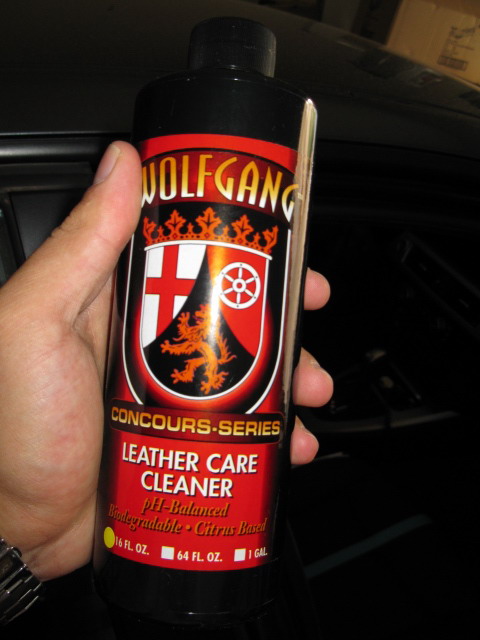 WOLFGANG
CONCOURS-SERIES
LEATHER CARE
CLEANER
pH-Balanced
Biodegradable • Citrus Based
16 FL. OZ. 64 FL. OZ. 1 GAL.